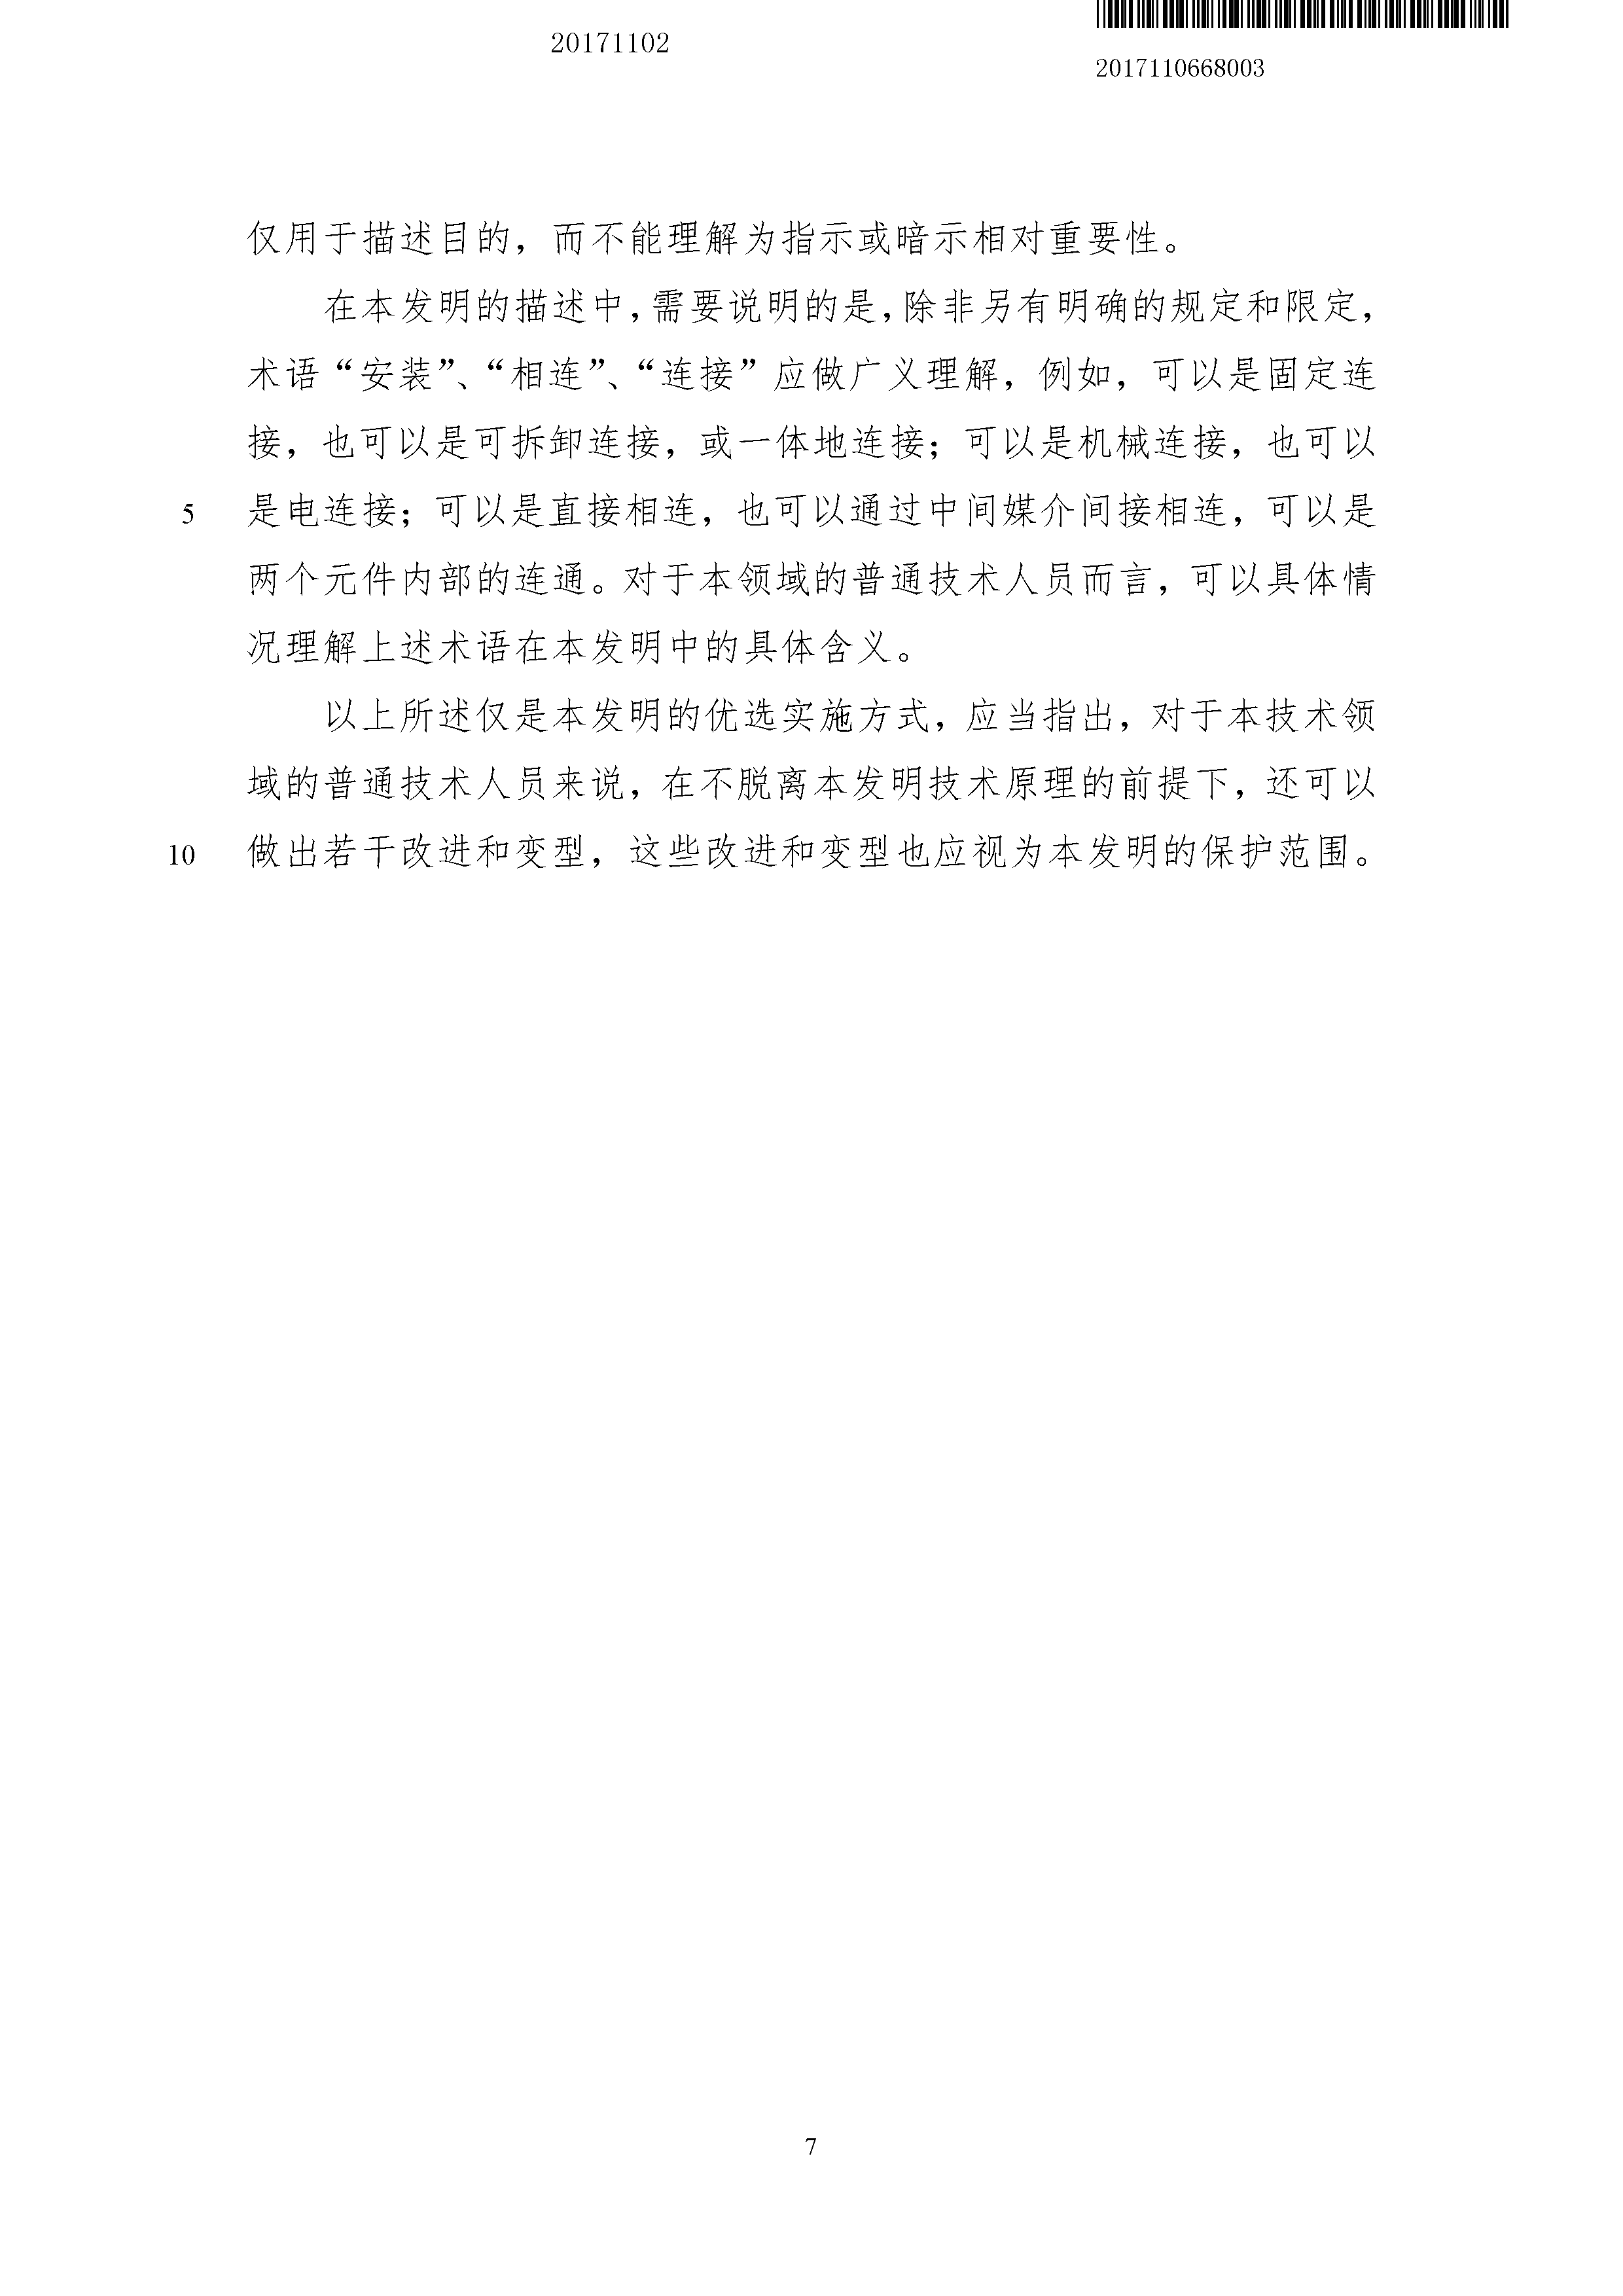 20171102
2017110668003
仅用于描述目的，而不能理解为指示或暗示相对重要性。
在本发明的描述中，需要说明的是，除非另有明确的规定和限定，
术语“安装”、“相连”、“连接”应做广义理解，例如，可以是固定连
接，也可以是可拆卸连接，或一体地连接；可以是机械连接，也可以
5 是电连接；可以是直接相连，也可以通过中间媒介间接相连，可以是
两个元件内部的连通。对于本领域的普通技术人员而言，可以具体情
况理解上述术语在本发明中的具体含义。
以上所述仅是本发明的优选实施方式，应当指出，对于本技术领
域的普通技术人员来说，在不脱离本发明技术原理的前提下，还可以
10 做出若干改进和变型，这些改进和变型也应视为本发明的保护范围。
7